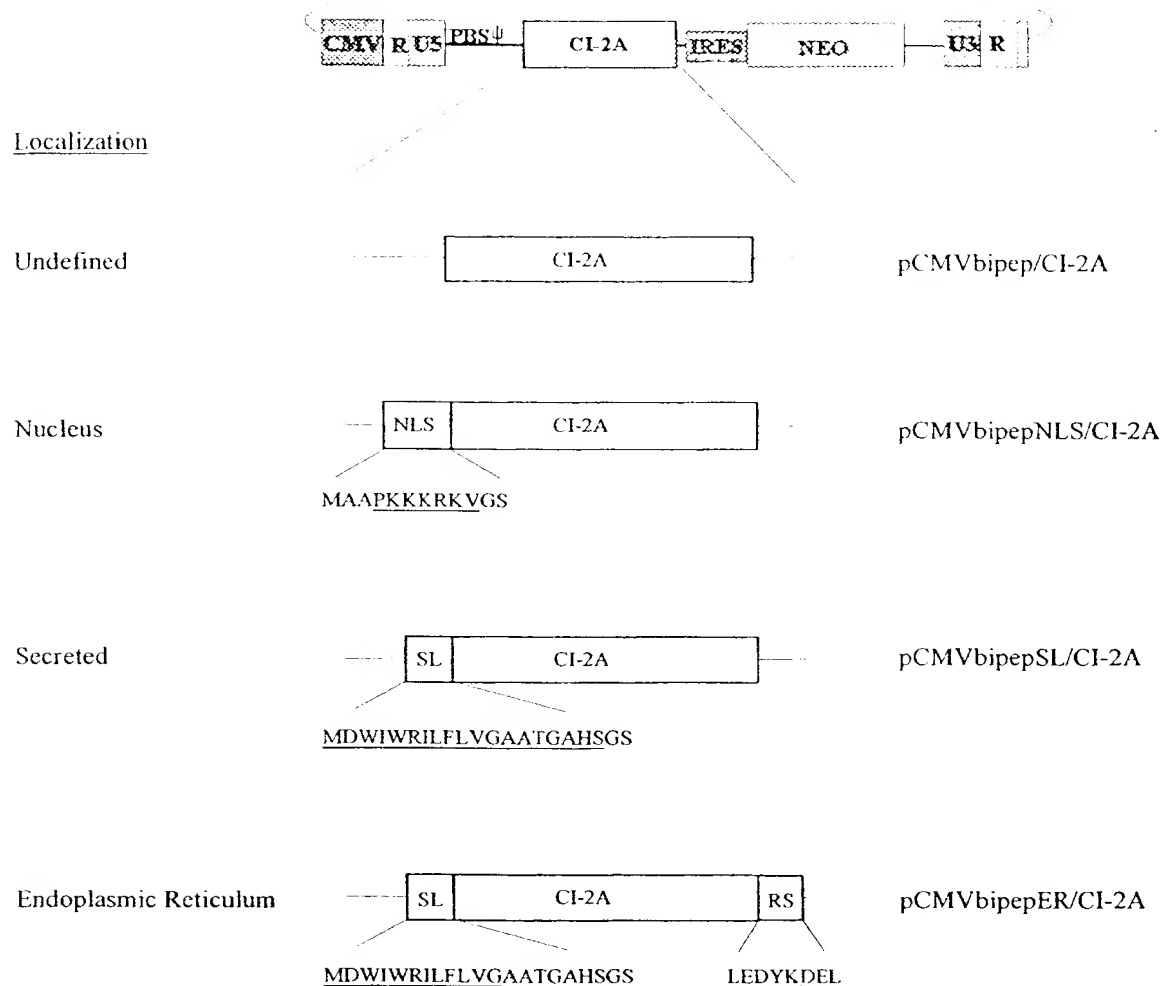 CMV R U5 PBS Ψ CI-2A IRES NEO U3 R
Localization
Undefined CI-2A pCMVbipep/CI-2A
Nucleus NLS CI-2A pCMVbipepNLS/CI-2A
MAAPKKKRKVGS
Secreted SL CI-2A pCMVbipepSL/CI-2A
MDWIWRILFLVGAATGAHSGS
Endoplasmic Reticulum SL CI-2A RS pCMVbipepER/CI-2A
MDWIWRILFLVGAATGAHSGS LEDYKDEL